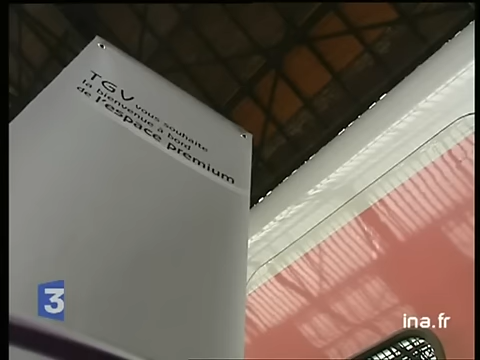 TGV vous souhaite
la bienvenue à bord
de l'espace premium
3
ina.fr